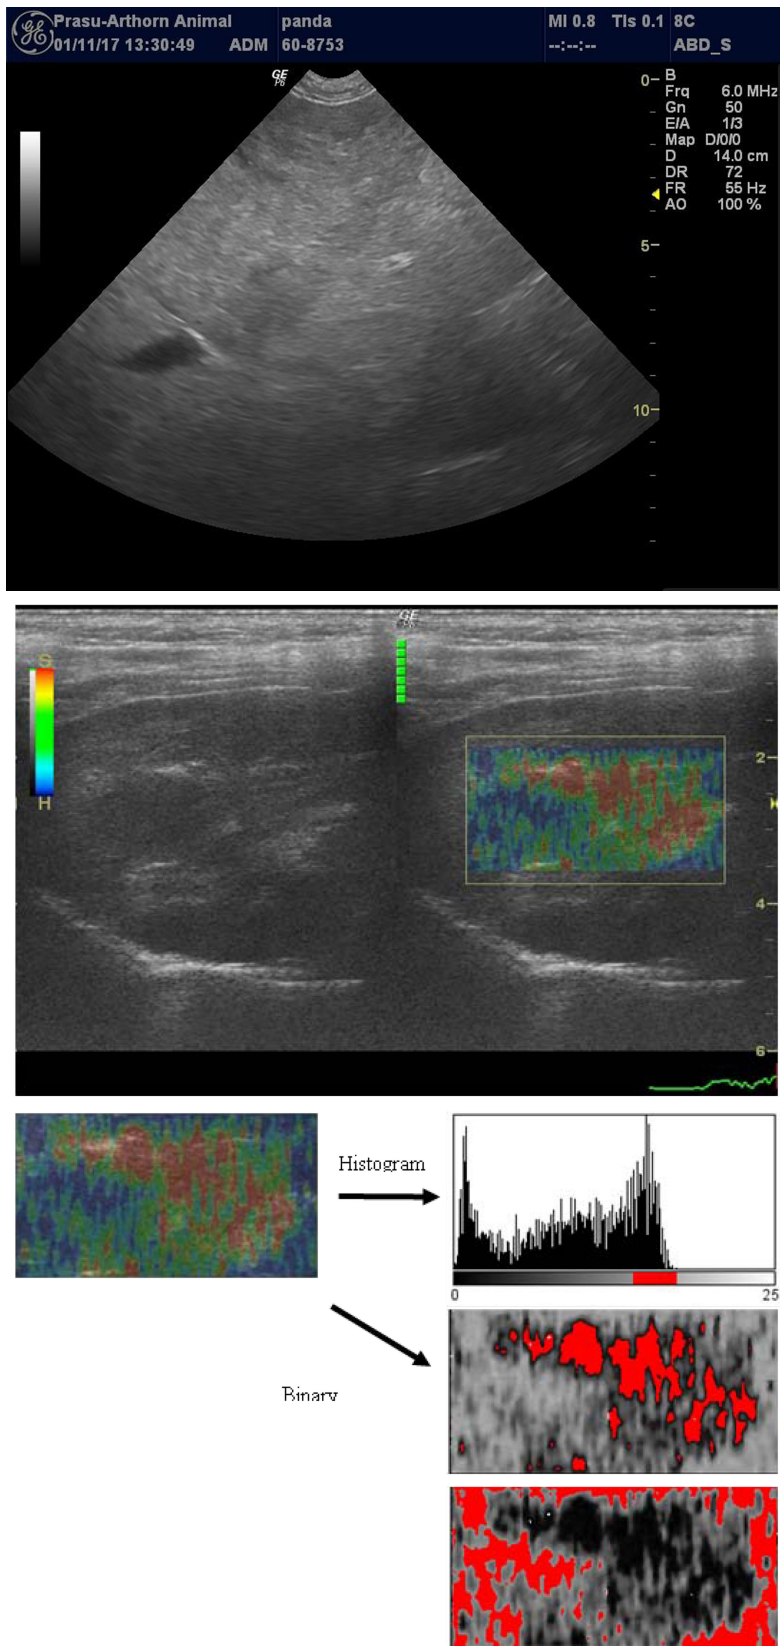 Prasu-Arthorn Animal panda MI 0.8 TIs 0.1 8C
01/11/17 13:30:49 ADM 60-8753 --:--:-- ABD_S
GE
0
B
Frq 6.0 MHz
Gn 50
E/A 1/3
Map D/0/0
D 14.0 cm
DR 72
FR 55 Hz
AO 100 %
5
10
GE
S
H
2
4
6
Histogram
0 25
Binary